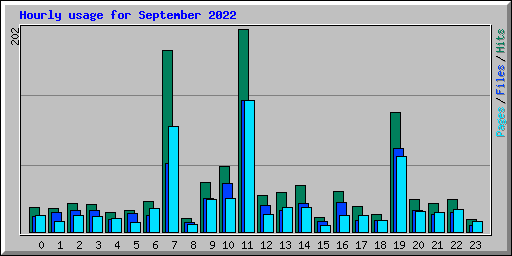 Hourly usage for September 2022
202
Pages / Files / Hits
0 1 2 3 4 5 6 7 8 9 10 11 12 13 14 15 16 17 18 19 20 21 22 23